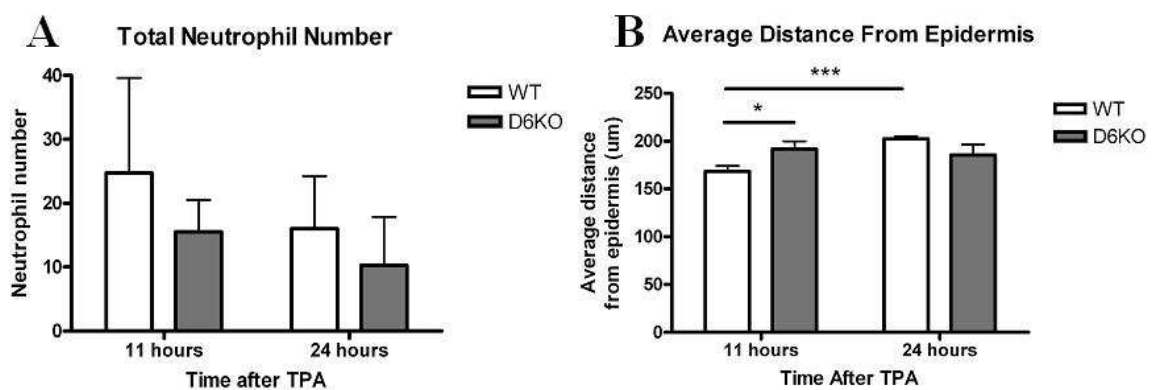 A
Total Neutrophil Number
Neutrophil number
40
30
20
10
0
11 hours
24 hours
Time after TPA
WT
D6KO
B
Average Distance From Epidermis
Average distance
from epidermis (um)
250
200
150
100
50
0
***
*
11 hours
24 hours
Time After TPA
WT
D6KO